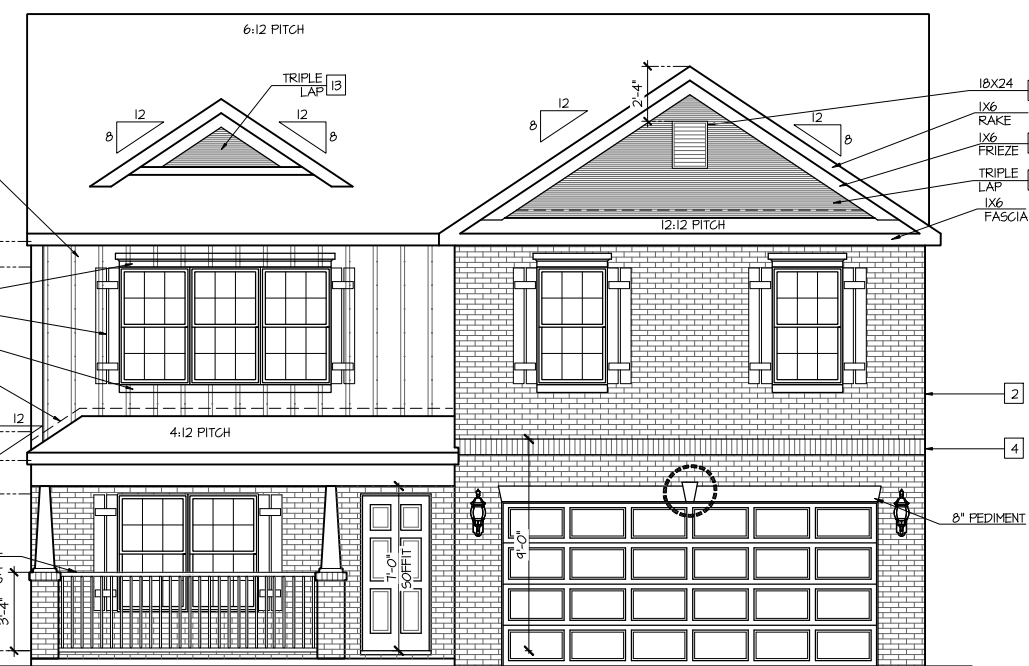 6:12 PITCH
TRIPLE
LAP 13
12
8
12
8
2'-4"
12
8
12
8
18X24
1X6
RAKE
1X6
FRIEZE
TRIPLE
LAP
1X6
FASCIA
12:12 PITCH
2
12
4:12 PITCH
4
8" PEDIMENT
9'-0"
7'-0"
SOFFIT
3'-4"